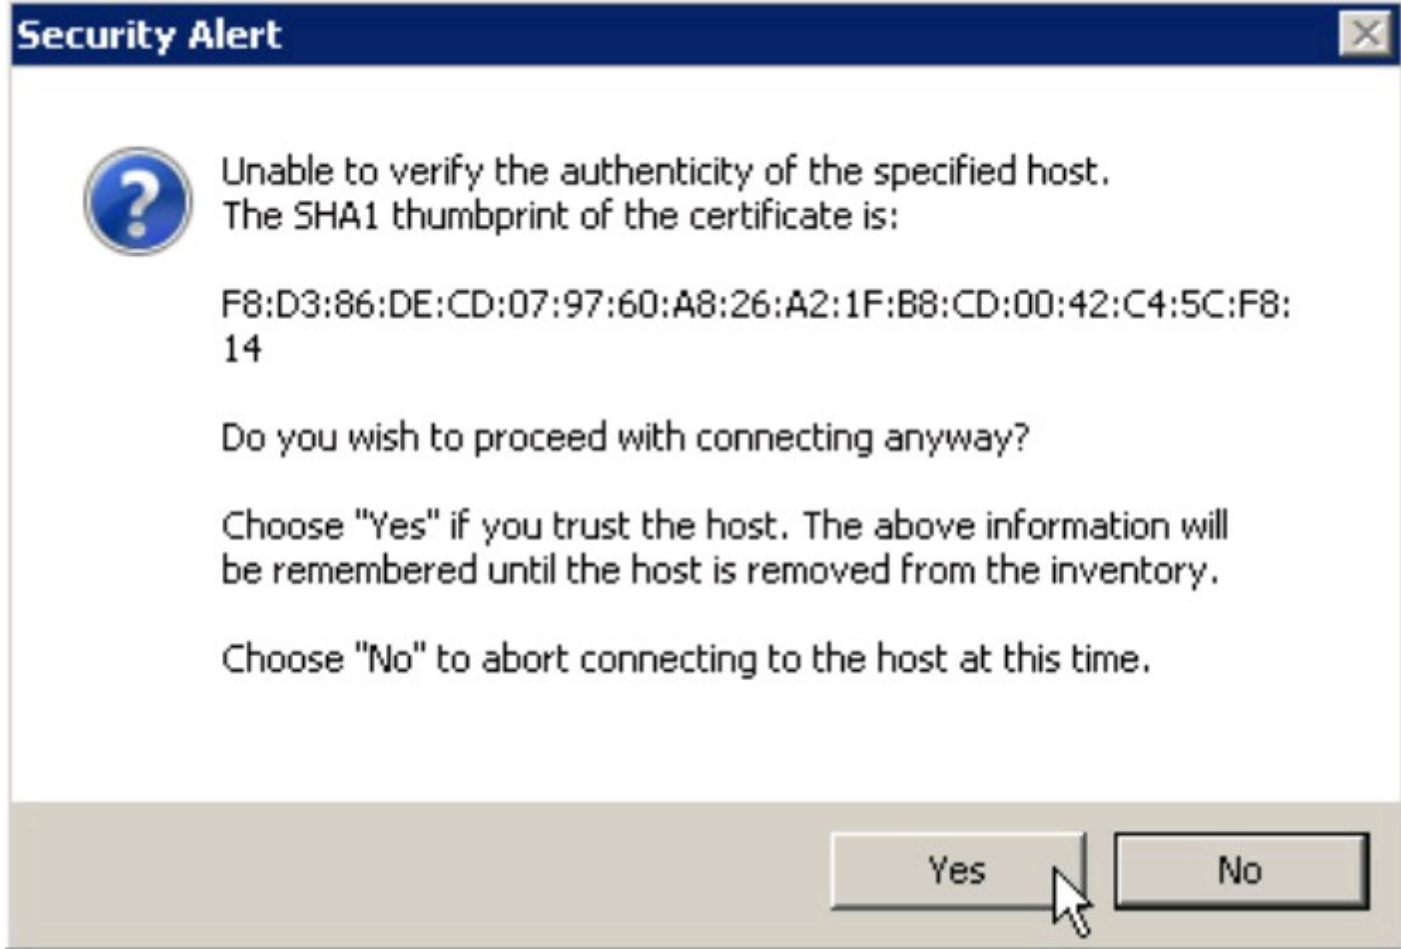 Security Alert
Unable to verify the authenticity of the specified host.
The SHA1 thumbprint of the certificate is:
F8:D3:86:DE:CD:07:97:60:A8:26:A2:1F:B8:CD:00:42:C4:5C:F8:
14
Do you wish to proceed with connecting anyway?
Choose "Yes" if you trust the host. The above information will
be remembered until the host is removed from the inventory.
Choose "No" to abort connecting to the host at this time.
Yes
No